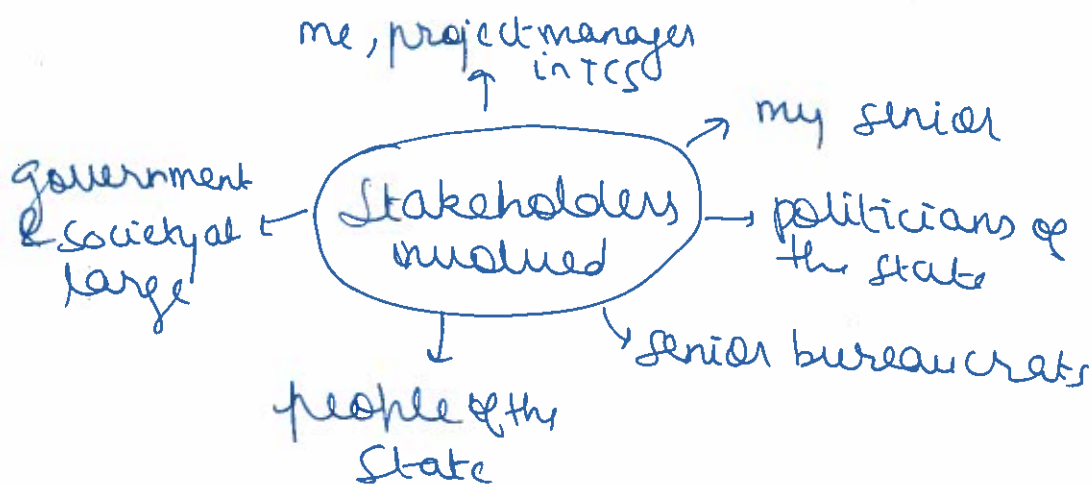 me, project manager
in TCS
my senior
government
& society at
large
Stakeholders
involved
politicians of
the state
senior bureaucrats
people of the
State